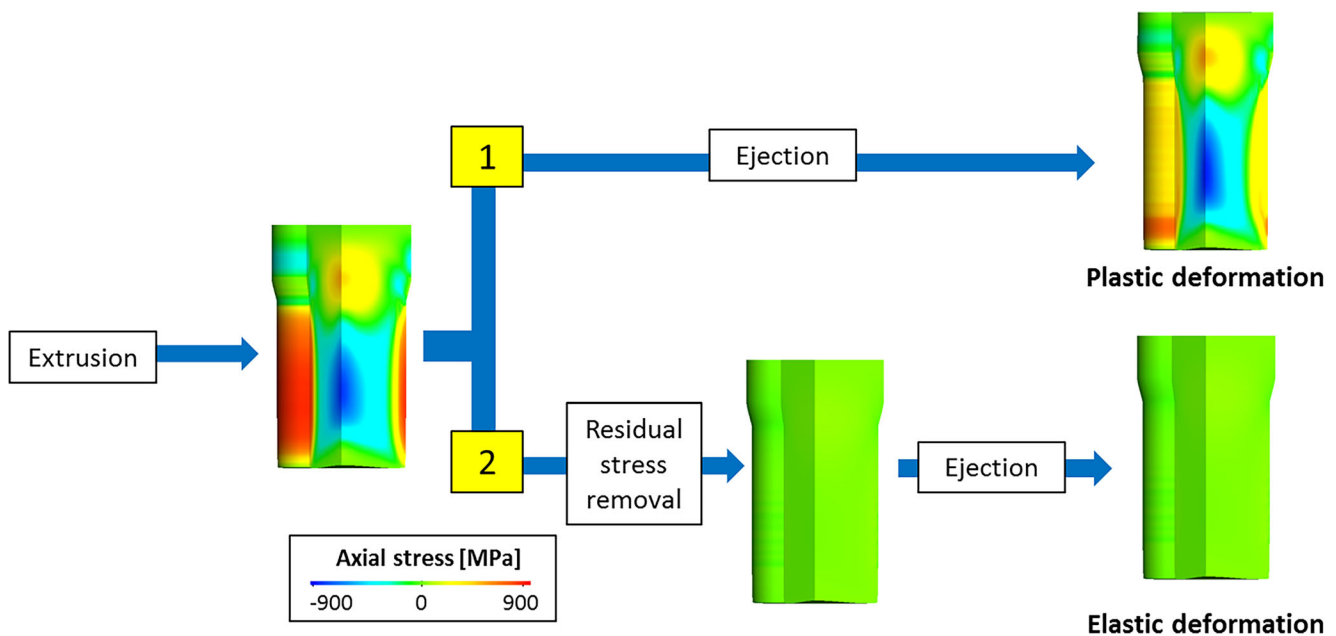 1
Ejection
Plastic deformation
Extrusion
2
Residual
stress
removal
Ejection
Axial stress [MPa]
-900 0 900
Elastic deformation